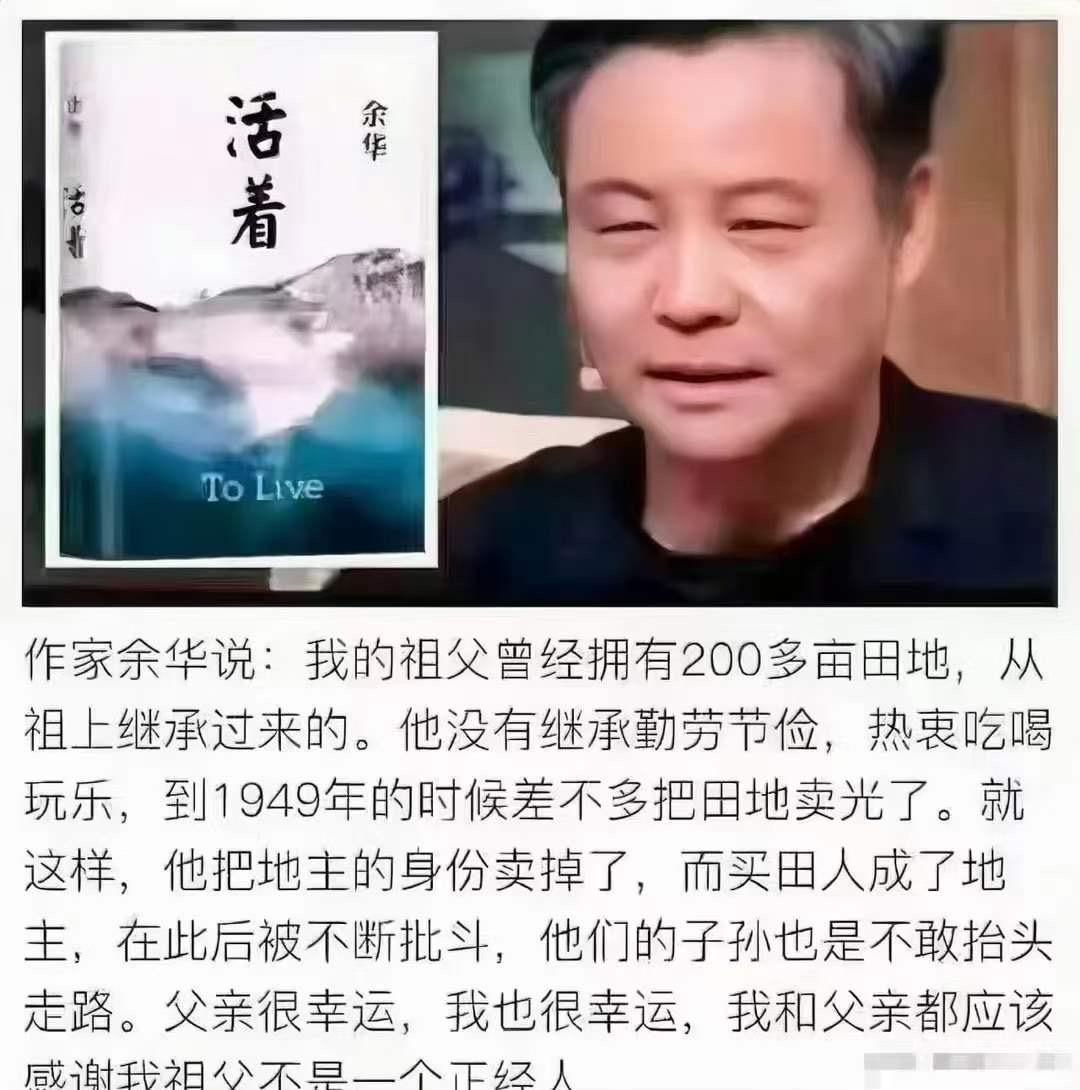 活着
余华
活着
To Live
作家余华说：我的祖父曾经拥有200多亩田地，从
祖上继承过来的。他没有继承勤劳节俭，热衷吃喝
玩乐，到1949年的时候差不多把田地卖光了。就
这样，他把地主的身份卖掉了，而买田人成了地
主，在此后被不断批斗，他们的子孙也是不敢抬头
走路。父亲很幸运，我也很幸运，我和父亲都应该
感谢我祖父不是一个正经人